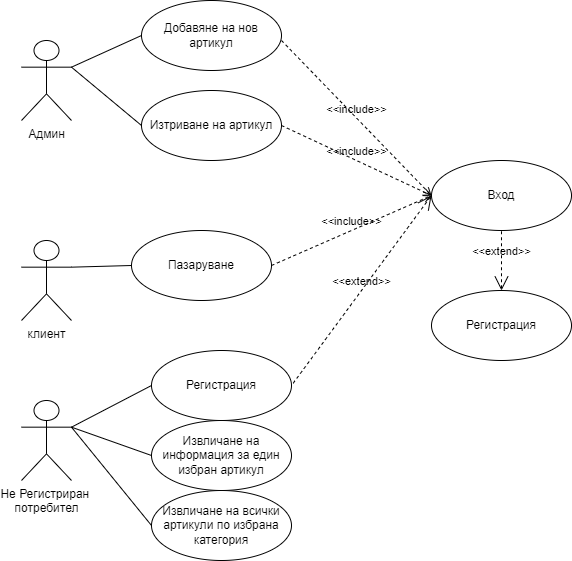 Добавяне на нов
артикул
Админ
<<include>>
Изтриване на артикул
<<include>>
Вход
<<include>>
Пазаруване
<<extend>>
клиент
<<extend>>
Регистрация
Регистрация
Извличане на
информация за един
избран артикул
Не Регистриран
потребител
Извличане на всички
артикули по избрана
категория